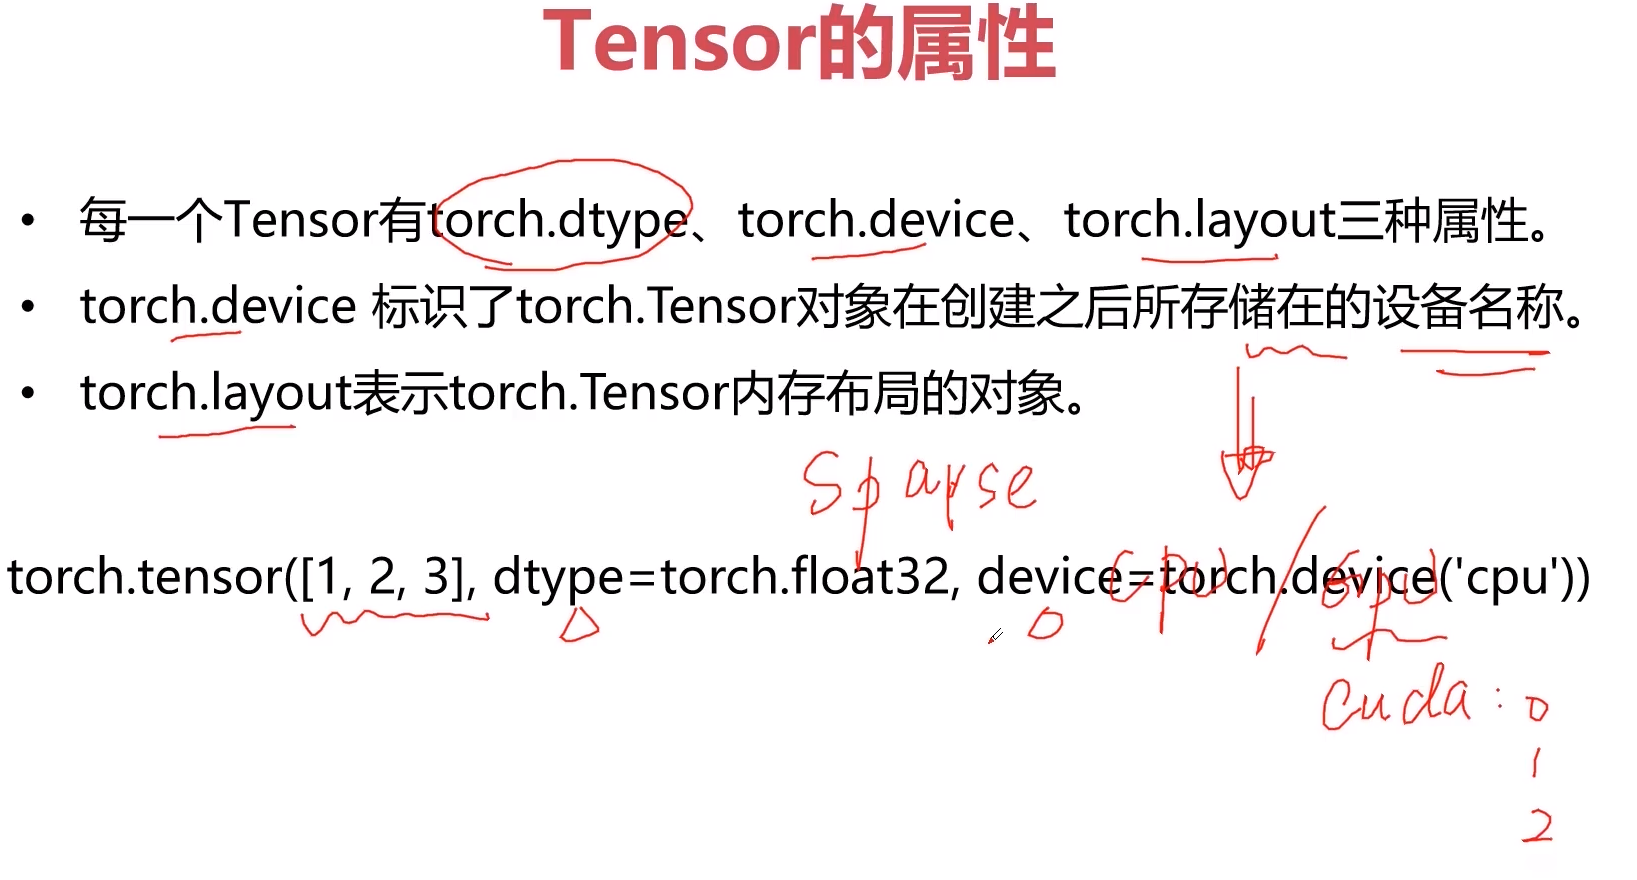 Tensor的属性
• 每一个Tensor有torch.dtype、torch.device、torch.layout三种属性。
• torch.device 标识了torch.Tensor对象在创建之后所存储在的设备名称。
• torch.layout表示torch.Tensor内存布局的对象。
Sparse
torch.tensor([1, 2, 3], dtype=torch.float32, device=torch.device('cpu'))
cpu / Gpu
cuda : 0
1
2